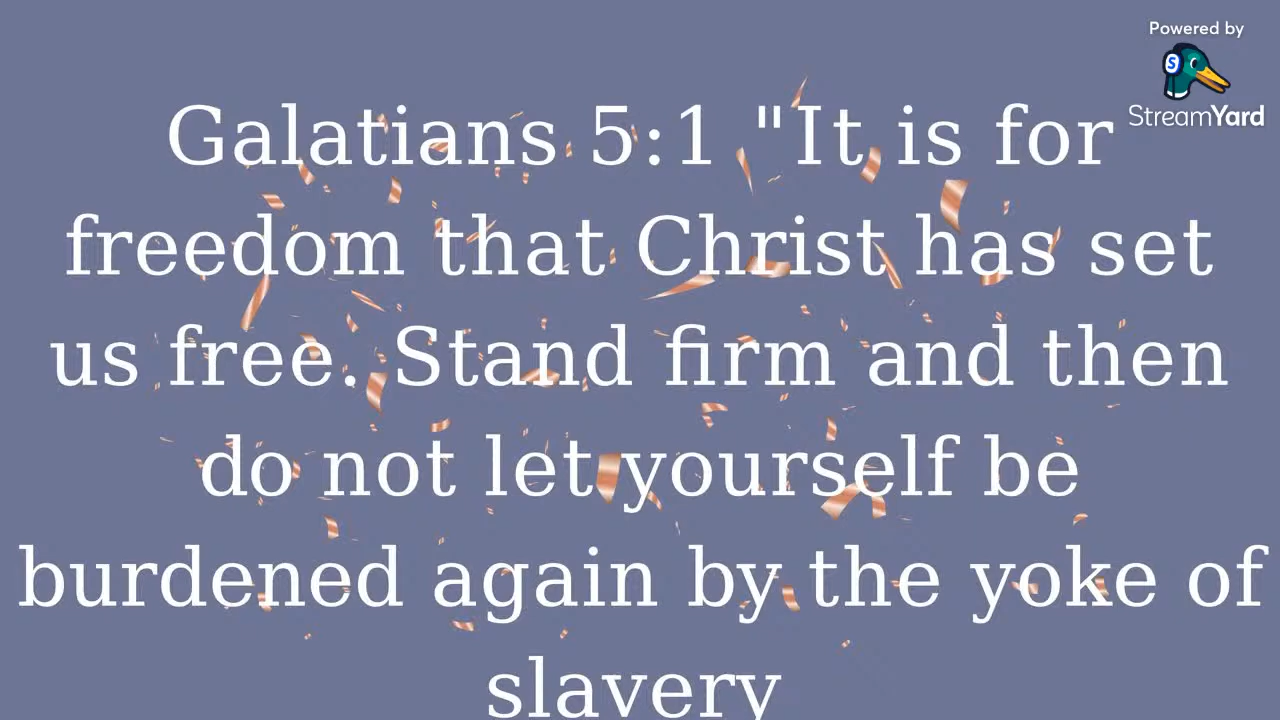 Powered by
S
StreamYard
Galatians 5:1 "It is for
freedom that Christ has set
us free. Stand firm and then
do not let yourself be
burdened again by the yoke of
slavery